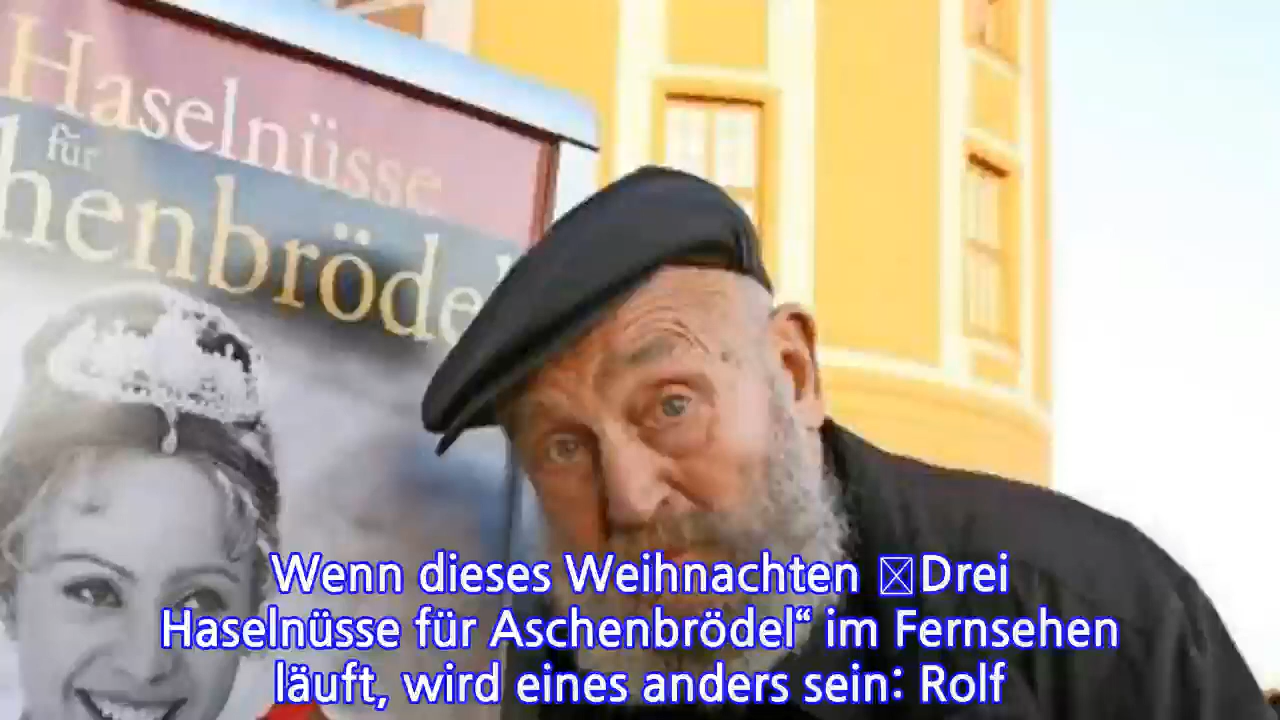 Haselnüsse
für
henbrödel
Wenn dieses Weihnachten Drei
Haselnüsse für Aschenbrödel“ im Fernsehen
läuft, wird eines anders sein: Rolf